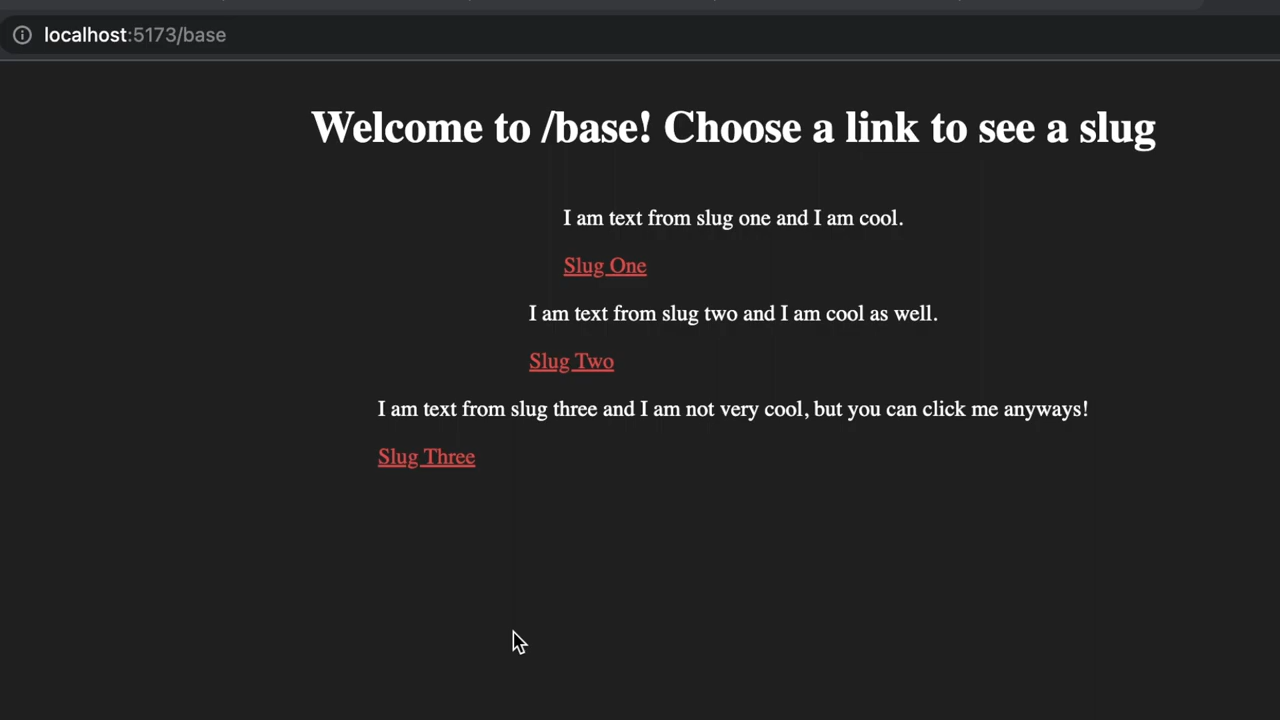 localhost:5173/base
Welcome to /base! Choose a link to see a slug
I am text from slug one and I am cool.
Slug One
I am text from slug two and I am cool as well.
Slug Two
I am text from slug three and I am not very cool, but you can click me anyways!
Slug Three